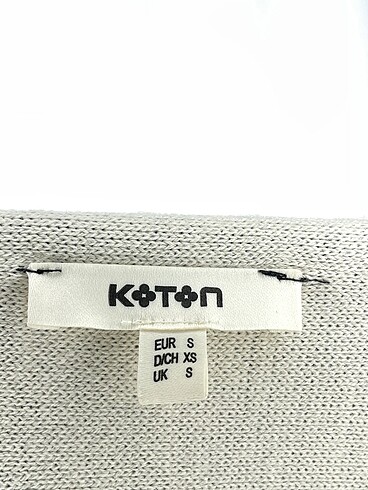 KOTON
EUR S
D/CH XS
UK S